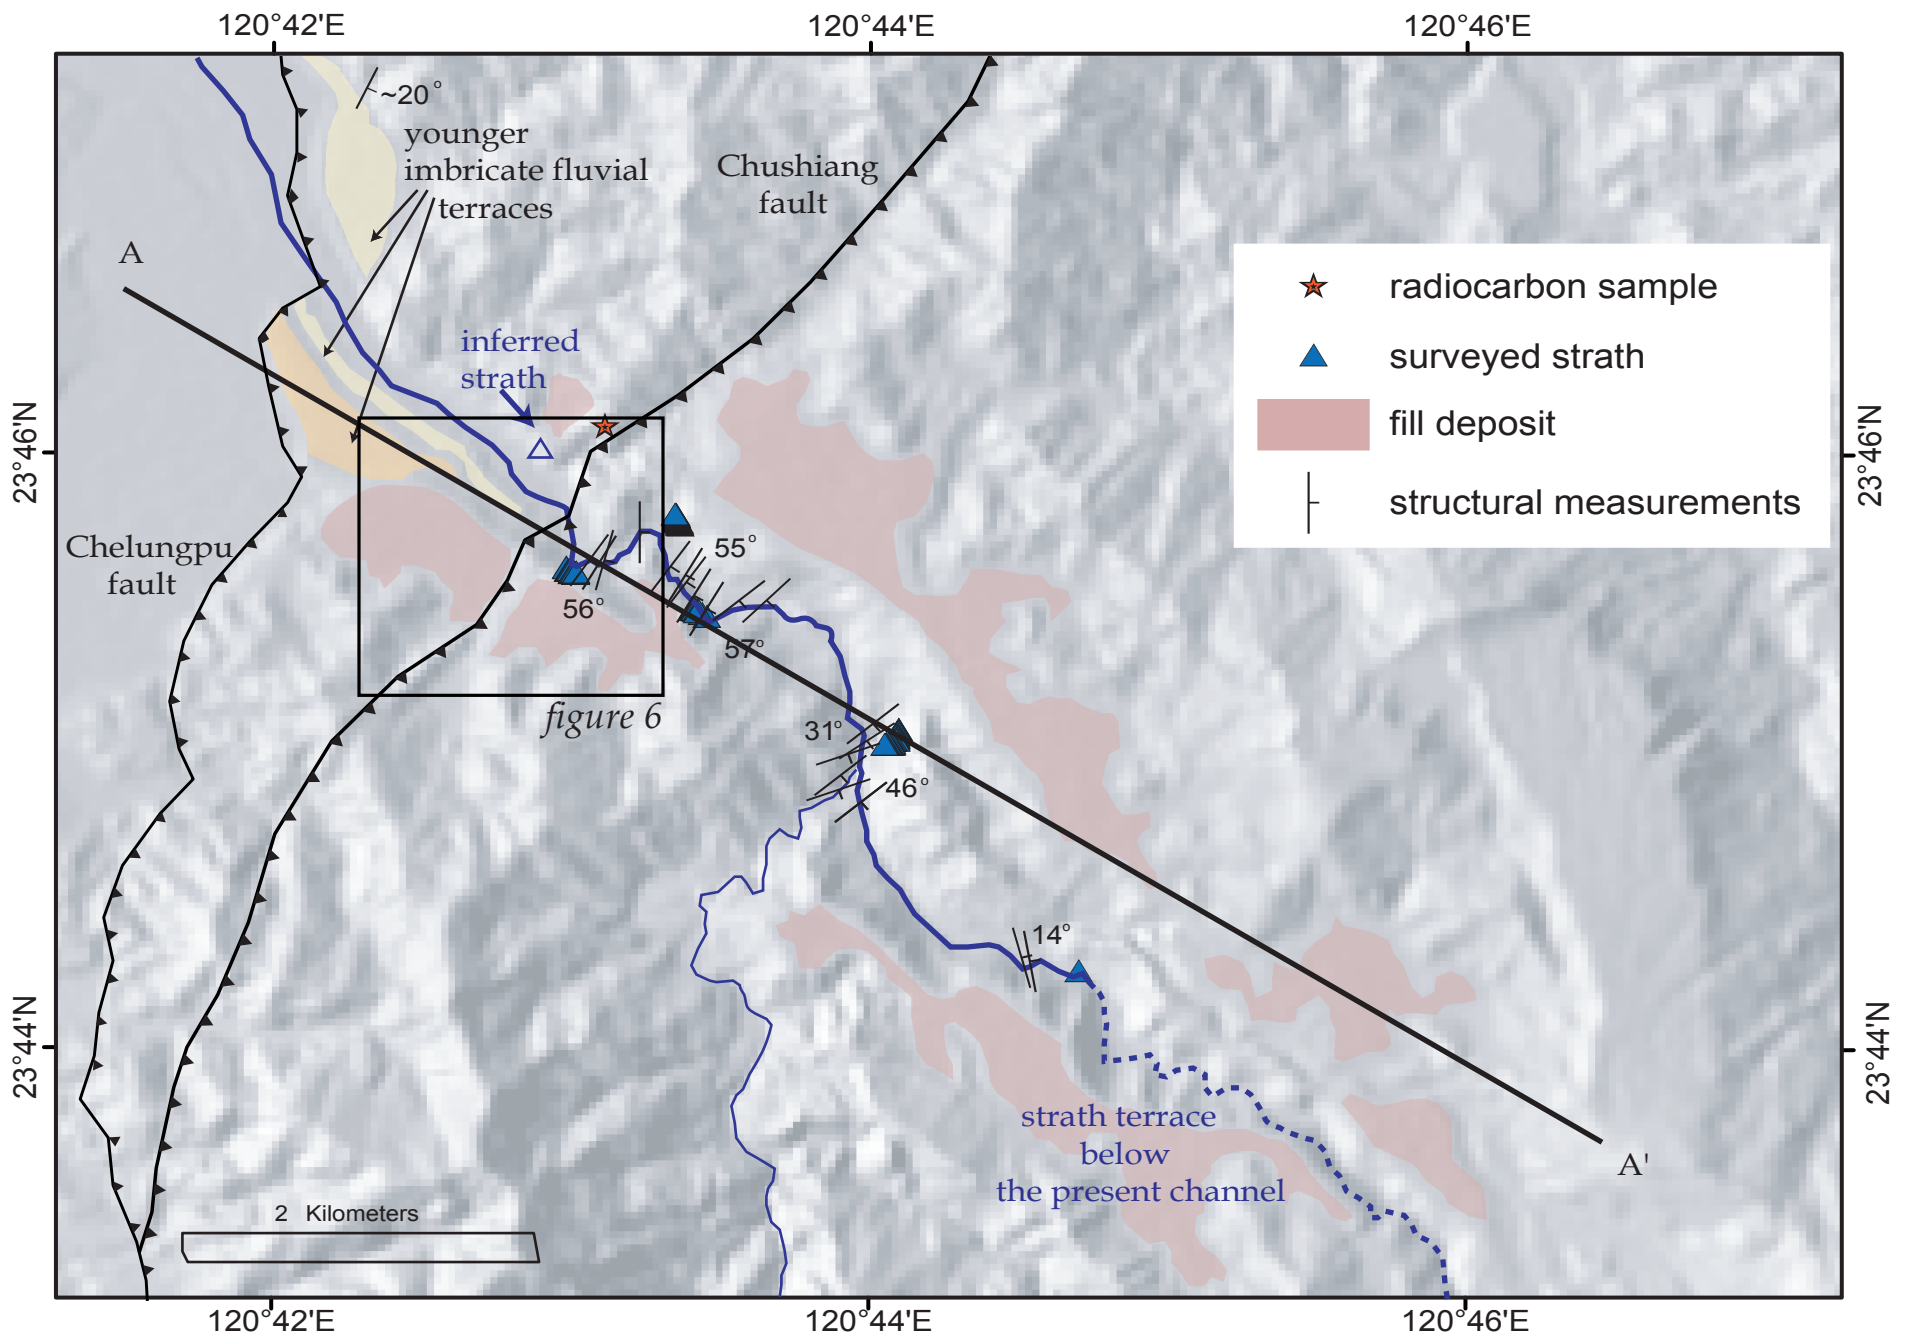 120°42'E
120°44'E
120°46'E
~20°
younger
imbricate fluvial
terraces
Chushiang
fault
A
radiocarbon sample
surveyed strath
fill deposit
structural measurements
inferred
strath
23°46'N
23°46'N
Chelungpu
fault
55°
56°
57°
figure 6
31°
46°
14°
23°44'N
23°44'N
strath terrace
below
the present channel
A'
2 Kilometers
120°42'E
120°44'E
120°46'E